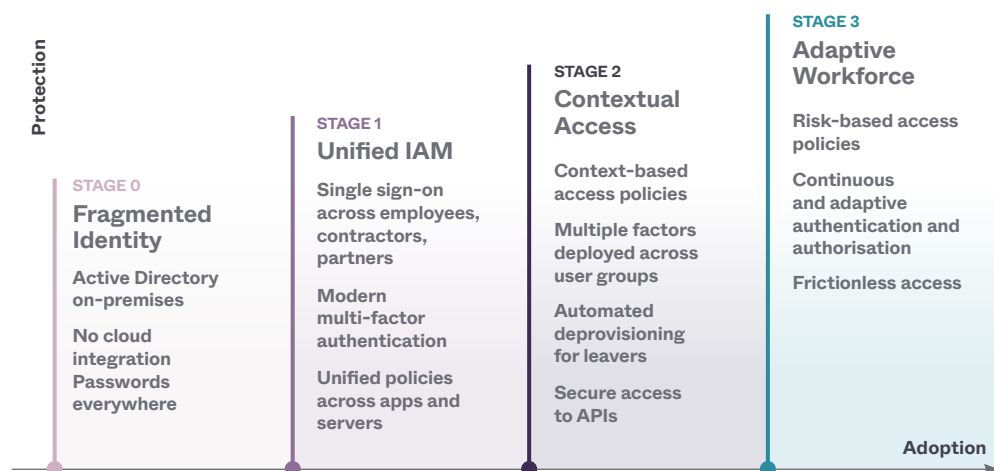 Protection
STAGE 0
Fragmented
Identity
Active Directory
on-premises
No cloud
integration
Passwords
everywhere
STAGE 1
Unified IAM
Single sign-on
across employees,
contractors,
partners
Modern
multi-factor
authentication
Unified policies
across apps and
servers
STAGE 2
Contextual
Access
Context-based
access policies
Multiple factors
deployed across
user groups
Automated
deprovisioning
for leavers
Secure access
to APIs
STAGE 3
Adaptive
Workforce
Risk-based access
policies
Continuous
and adaptive
authentication and
authorisation
Frictionless access
Adoption